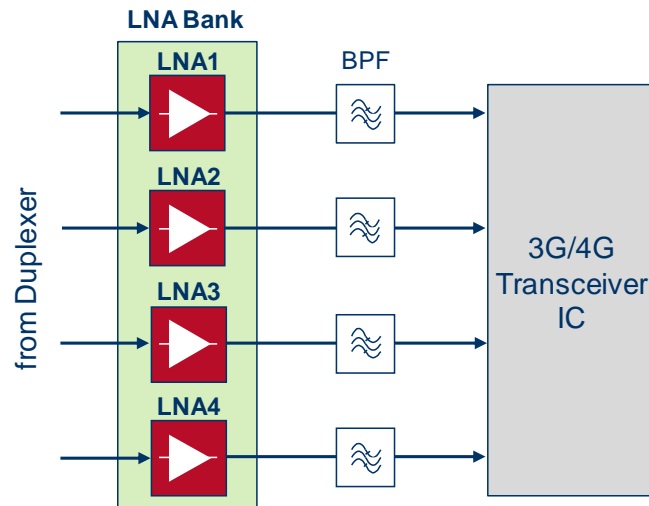 LNA Bank
LNA1
BPF
LNA2
LNA3
LNA4
from Duplexer
3G/4G
Transceiver
IC